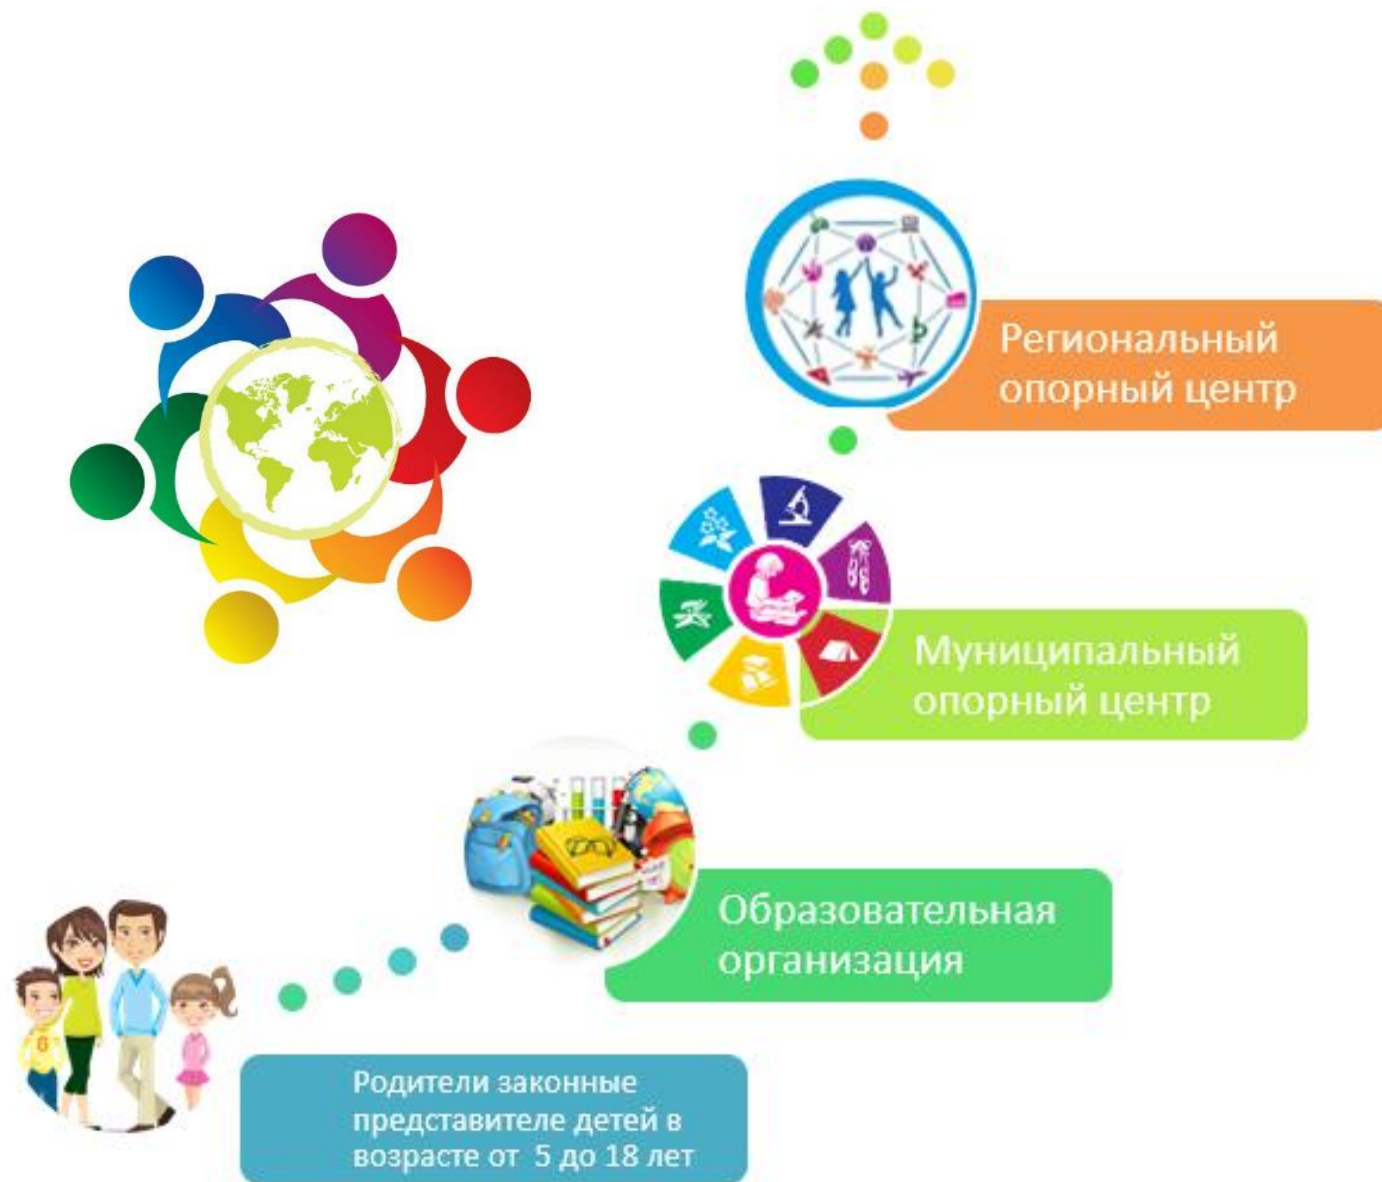 Региональный
опорный центр
Муниципальный
опорный центр
Образовательная
организация
Родители законные
представителе детей в
возрасте от 5 до 18 лет